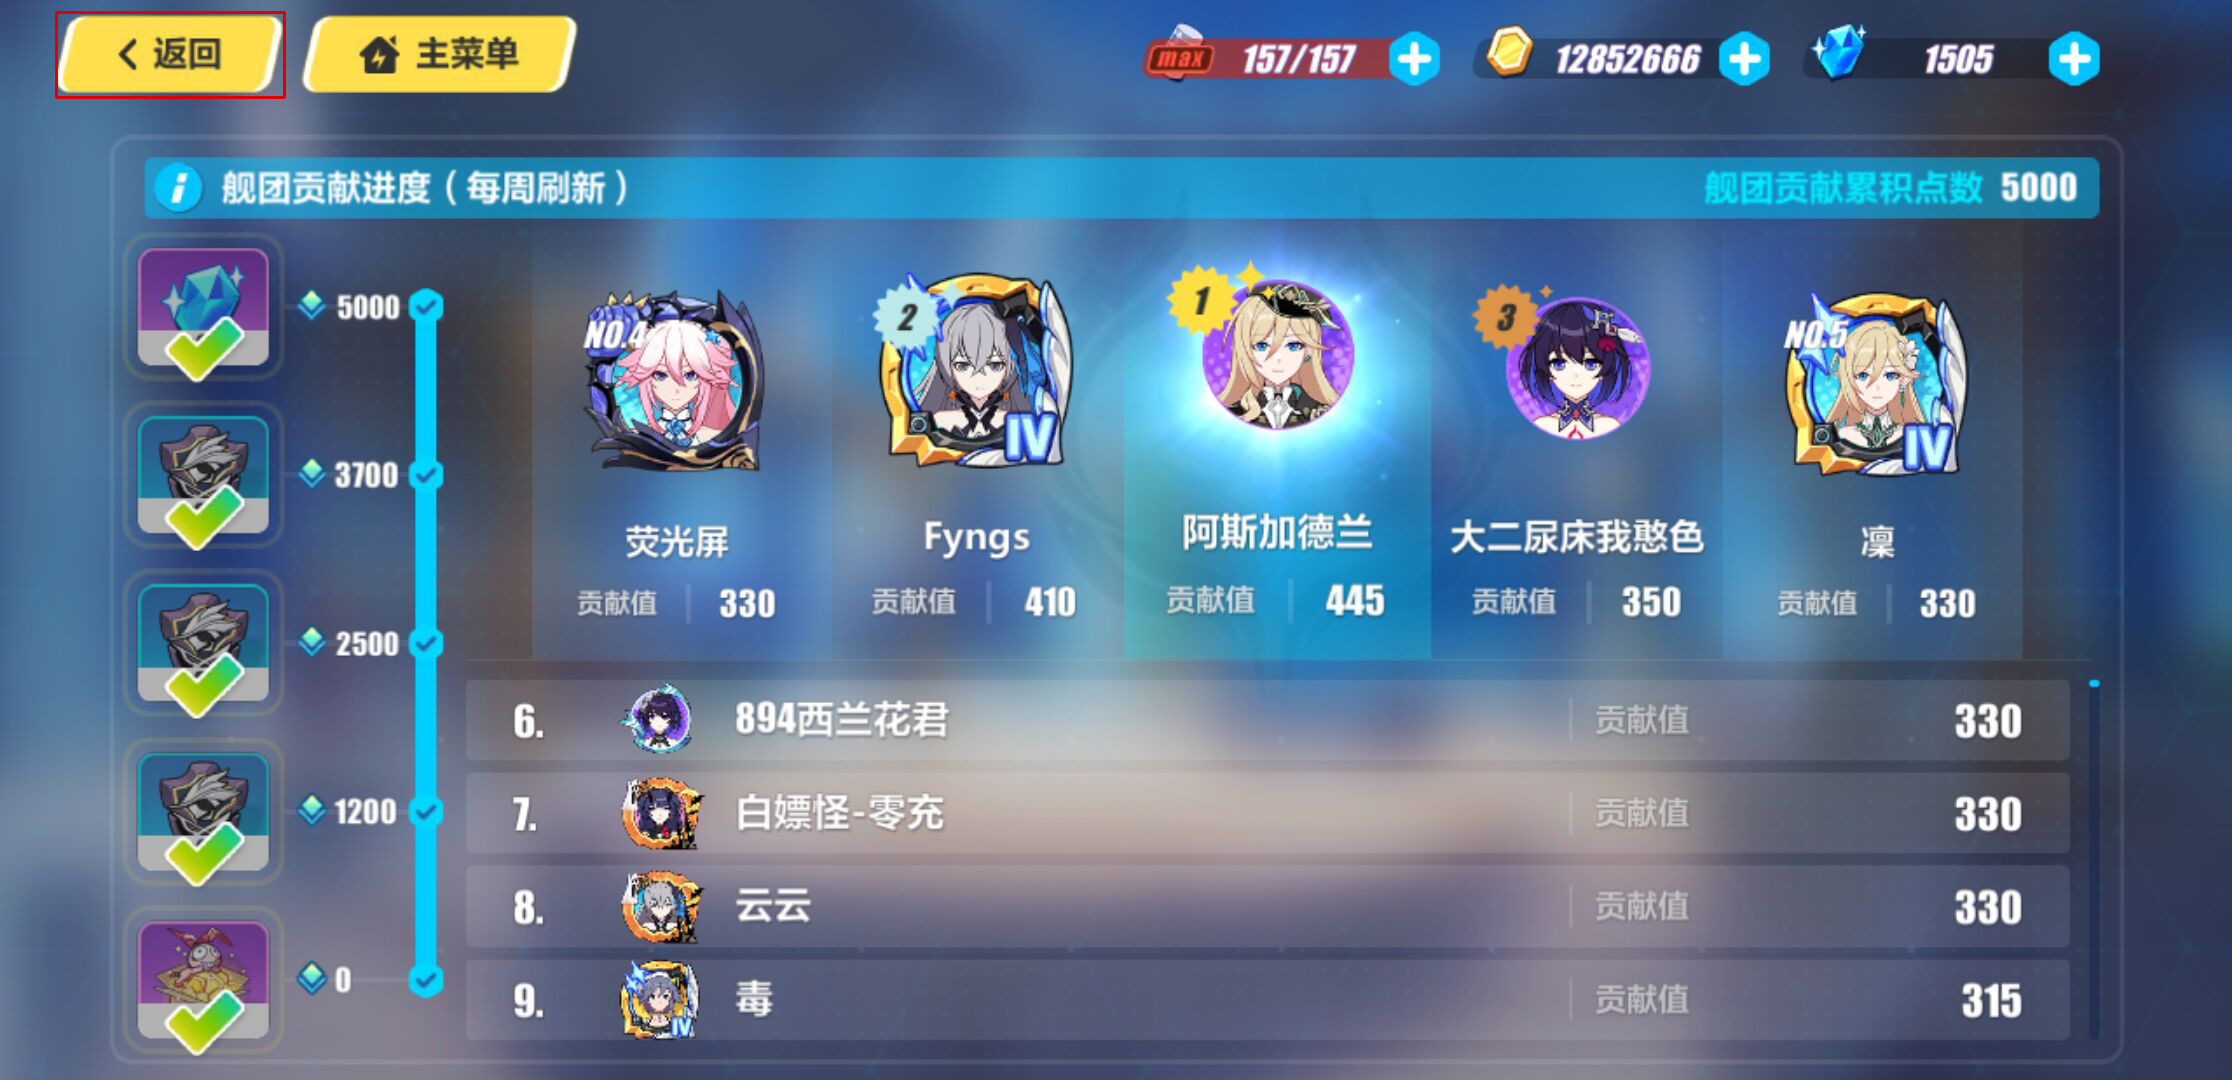 返回
主菜单
max 157/157
12852666
1505
舰团贡献进度（每周刷新）
舰团贡献累积点数 5000
5000
3700
2500
1200
0
NO.4
荧光屏
贡献值 330
2
IV
Fyngs
贡献值 410
1
阿斯加德兰
贡献值 445
3
大二尿床我憨色
贡献值 350
NO.5
IV
凜
贡献值 330
6. 894西兰花君 贡献值 330
7. 白嫖怪-零充 贡献值 330
8. 云云 贡献值 330
9. IV 毒 贡献值 315